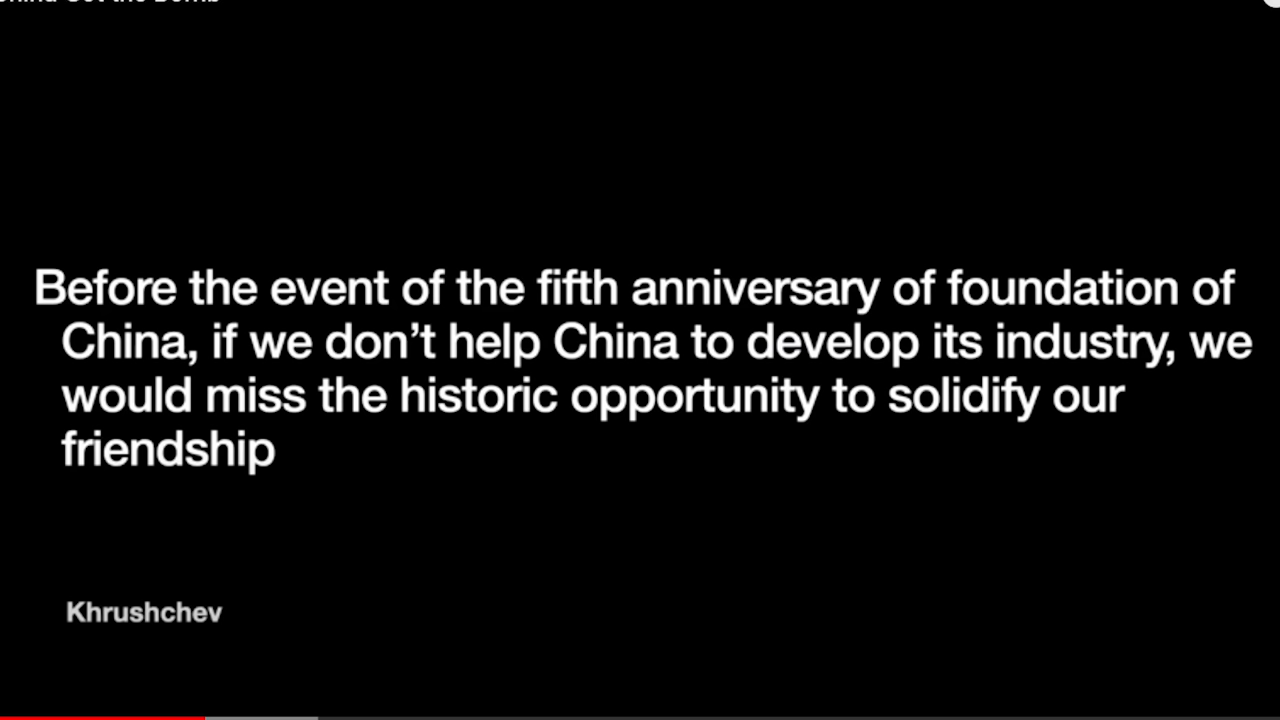 Before the event of the fifth anniversary of foundation of
China, if we don’t help China to develop its industry, we
would miss the historic opportunity to solidify our
friendship
Khrushchev